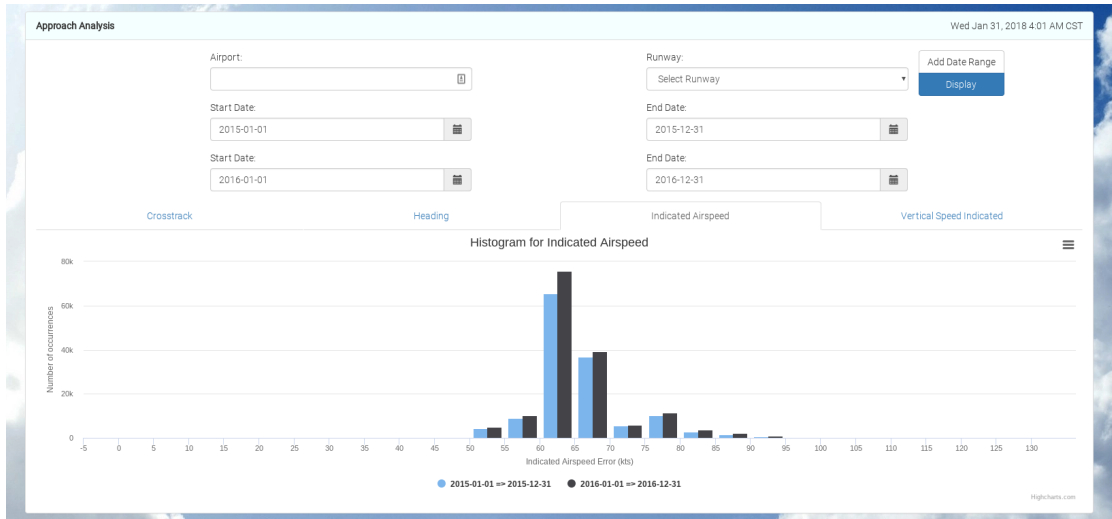 Approach Analysis Wed Jan 31, 2018 4:01 AM CST
Airport: Runway: Add Date Range
Select Runway Display
Start Date: End Date:
2015-01-01 2015-12-31
Start Date: End Date:
2016-01-01 2016-12-31
Crosstrack Heading Indicated Airspeed Vertical Speed Indicated
Histogram for Indicated Airspeed
Number of occurrences
80k
60k
40k
20k
0
-5 0 5 10 15 20 25 30 35 40 45 50 55 60 65 70 75 80 85 90 95 100 105 110 115 120 125 130
Indicated Airspeed Error (kts)
2015-01-01 => 2015-12-31 2016-01-01 => 2016-12-31
Highcharts.com